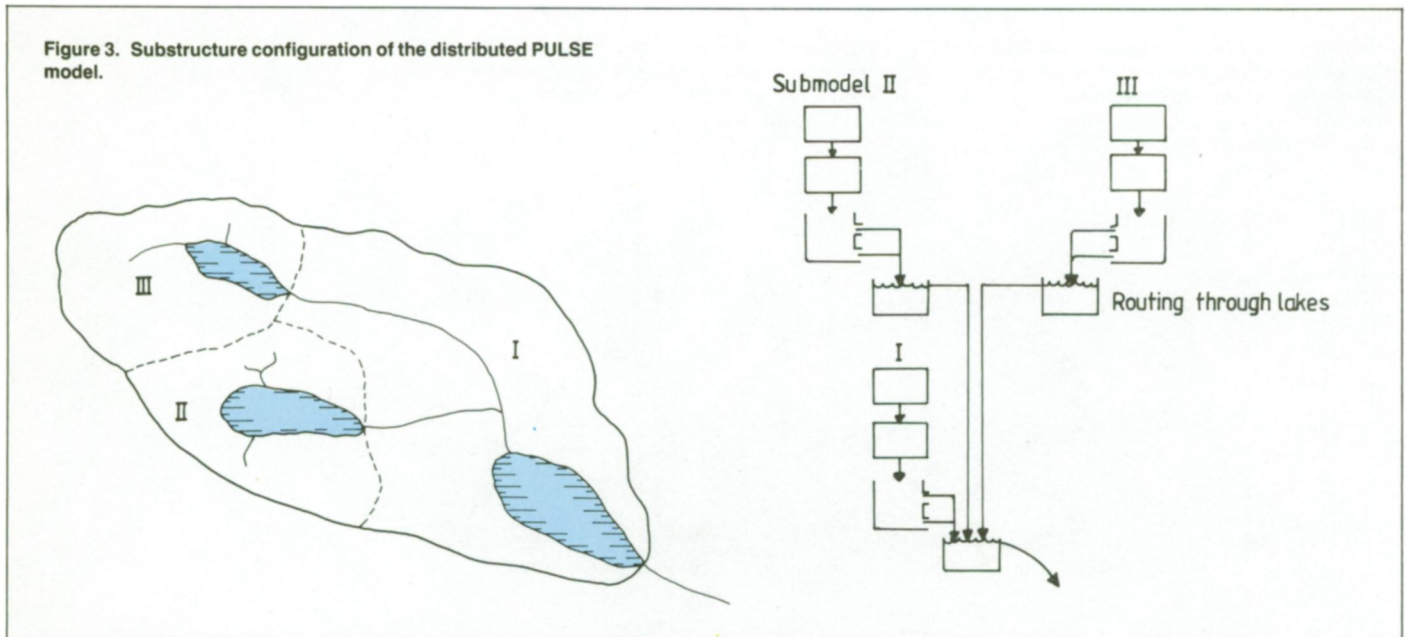 Figure 3. Substructure configuration of the distributed PULSE
model.
Submodel II
III
Routing through lakes
I
III
I
II